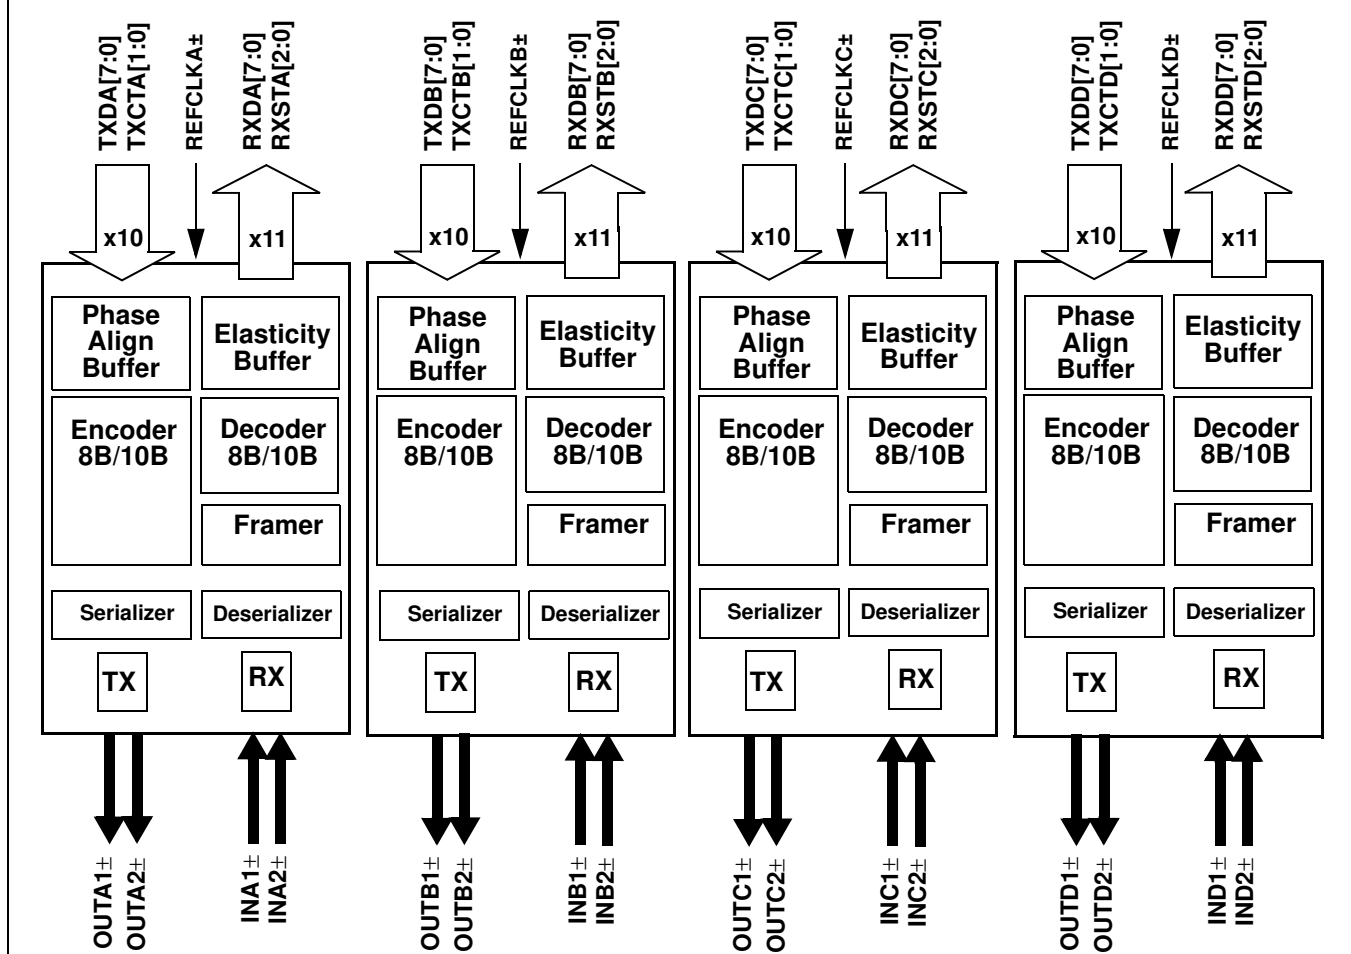 TXDA[7:0]
TXCTA[1:0]
REFCLKA±
RXDA[7:0]
RXSTA[2:0]
TXDB[7:0]
TXCTB[1:0]
REFCLKB±
RXDB[7:0]
RXSTB[2:0]
TXDC[7:0]
TXCTC[1:0]
REFCLKC±
RXDC[7:0]
RXSTC[2:0]
TXDD[7:0]
TXCTD[1:0]
REFCLKD±
RXDD[7:0]
RXSTD[2:0]
x10
x11
x10
x11
x10
x11
x10
x11
Phase
Align
Buffer
Elasticity
Buffer
Encoder
8B/10B
Decoder
8B/10B
Framer
Serializer
Deserializer
TX
RX
Phase
Align
Buffer
Elasticity
Buffer
Encoder
8B/10B
Decoder
8B/10B
Framer
Serializer
Deserializer
TX
RX
Phase
Align
Buffer
Elasticity
Buffer
Encoder
8B/10B
Decoder
8B/10B
Framer
Serializer
Deserializer
TX
RX
Phase
Align
Buffer
Elasticity
Buffer
Encoder
8B/10B
Decoder
8B/10B
Framer
Serializer
Deserializer
TX
RX
OUTA1±
OUTA2±
INA1±
INA2±
OUTB1±
OUTB2±
INB1±
INB2±
OUTC1±
OUTC2±
INC1±
INC2±
OUTD1±
OUTD2±
IND1±
IND2±